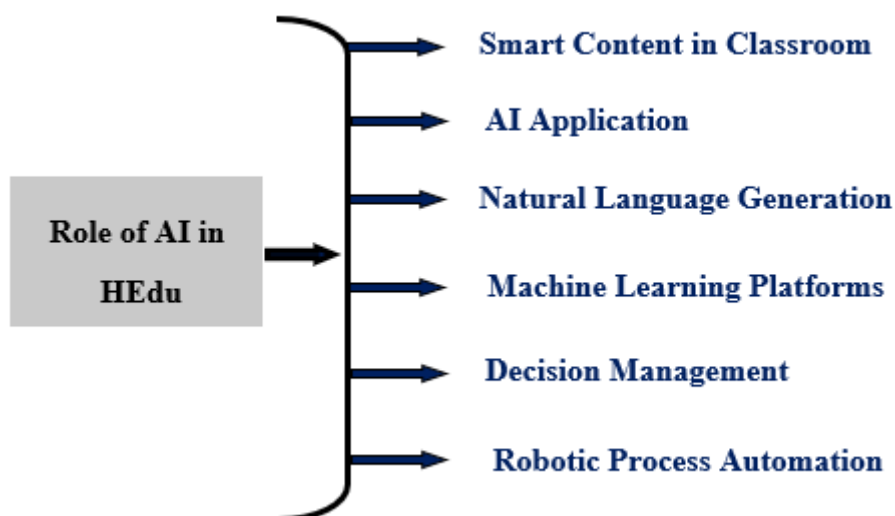 Role of AI in
HEdu
Smart Content in Classroom
AI Application
Natural Language Generation
Machine Learning Platforms
Decision Management
Robotic Process Automation